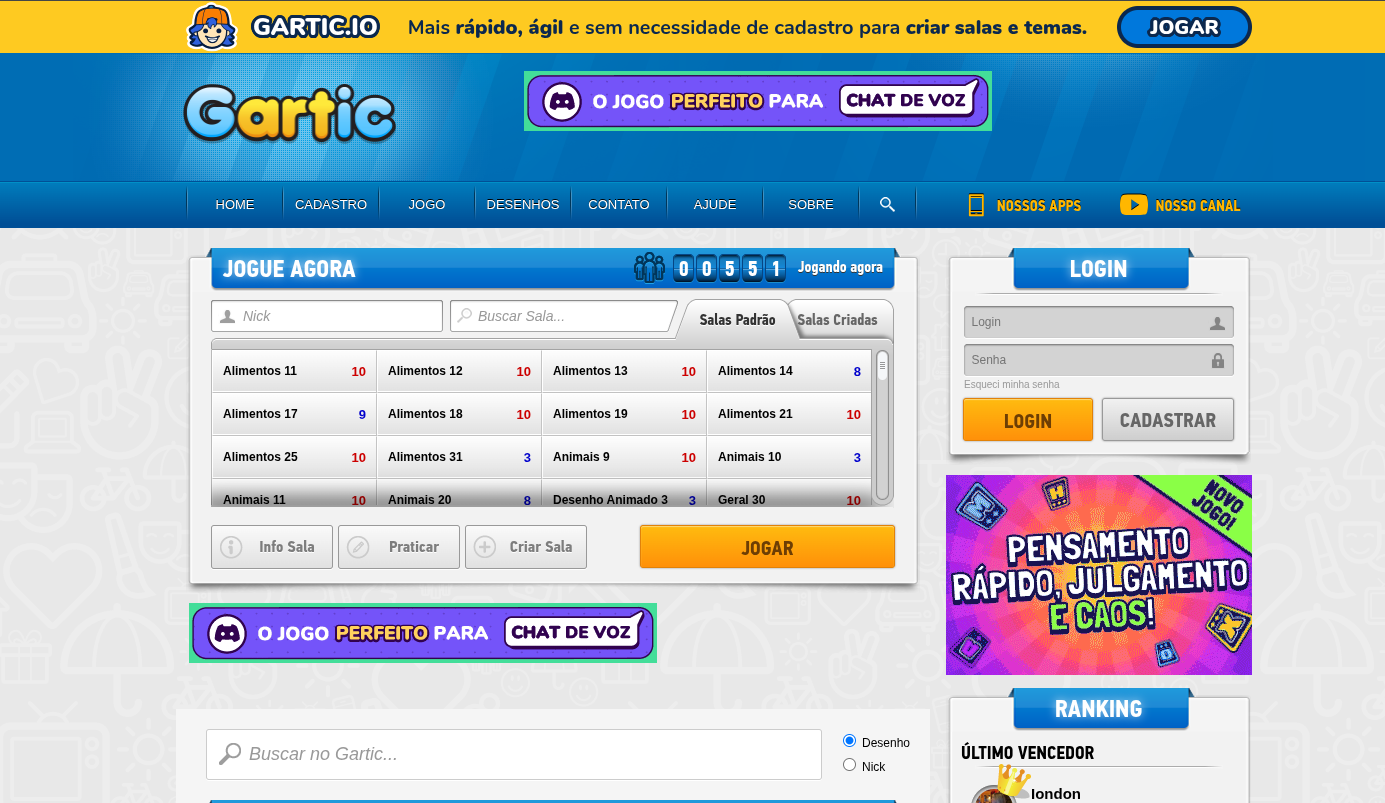 GARTIC.IO Mais rápido, ágil e sem necessidade de cadastro para criar salas e temas. JOGAR
Gartic
O JOGO PERFEITO PARA CHAT DE VOZ
HOME CADASTRO JOGO DESENHOS CONTATO AJUDE SOBRE NOSSOS APPS NOSSO CANAL
JOGUE AGORA 00551 Jogando agora
Nick Buscar Sala... Salas Padrão Salas Criadas
Alimentos 11 10 Alimentos 12 10 Alimentos 13 10 Alimentos 14 8
Alimentos 17 9 Alimentos 18 10 Alimentos 19 10 Alimentos 21 10
Alimentos 25 10 Alimentos 31 3 Animais 9 10 Animais 10 3
Animais 11 10 Animais 20 8 Desenho Animado 3 3 Geral 30 10
Info Sala Praticar Criar Sala JOGAR
O JOGO PERFEITO PARA CHAT DE VOZ
Buscar no Gartic...
Desenho
Nick
LOGIN
Login
Senha
Esqueci minha senha
LOGIN CADASTRAR
NOVO
JOGO!
PENSAMENTO
RÁPIDO, JULGAMENTO
E CAOS!
RANKING
ÚLTIMO VENCEDOR
london